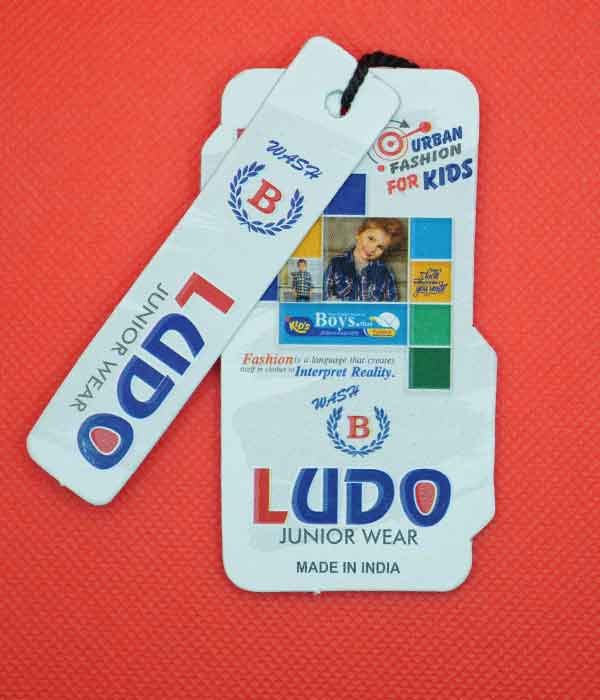 WASH
B
LUDO
JUNIOR WEAR
URBAN
FASHION
FOR KIDS
KID'S
Boys
Fashion is a language that creates
itself in clothes to Interpret Reality.
WASH
B
LUDO
JUNIOR WEAR
MADE IN INDIA